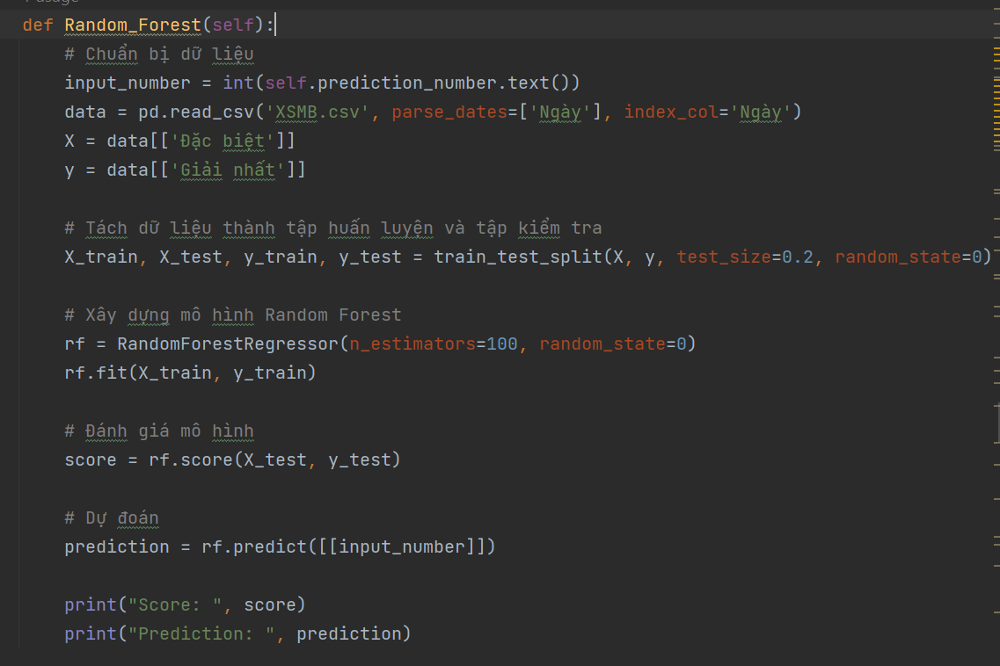 def Random_Forest(self):
# Chuẩn bị dữ liệu
input_number = int(self.prediction_number.text())
data = pd.read_csv('XSMB.csv', parse_dates=['Ngày'], index_col='Ngày')
X = data[['Đặc biệt']]
y = data[['Giải nhất']]
# Tách dữ liệu thành tập huấn luyện và tập kiểm tra
X_train, X_test, y_train, y_test = train_test_split(X, y, test_size=0.2, random_state=0)
# Xây dựng mô hình Random Forest
rf = RandomForestRegressor(n_estimators=100, random_state=0)
rf.fit(X_train, y_train)
# Đánh giá mô hình
score = rf.score(X_test, y_test)
# Dự đoán
prediction = rf.predict([[input_number]])
print("Score: ", score)
print("Prediction: ", prediction)